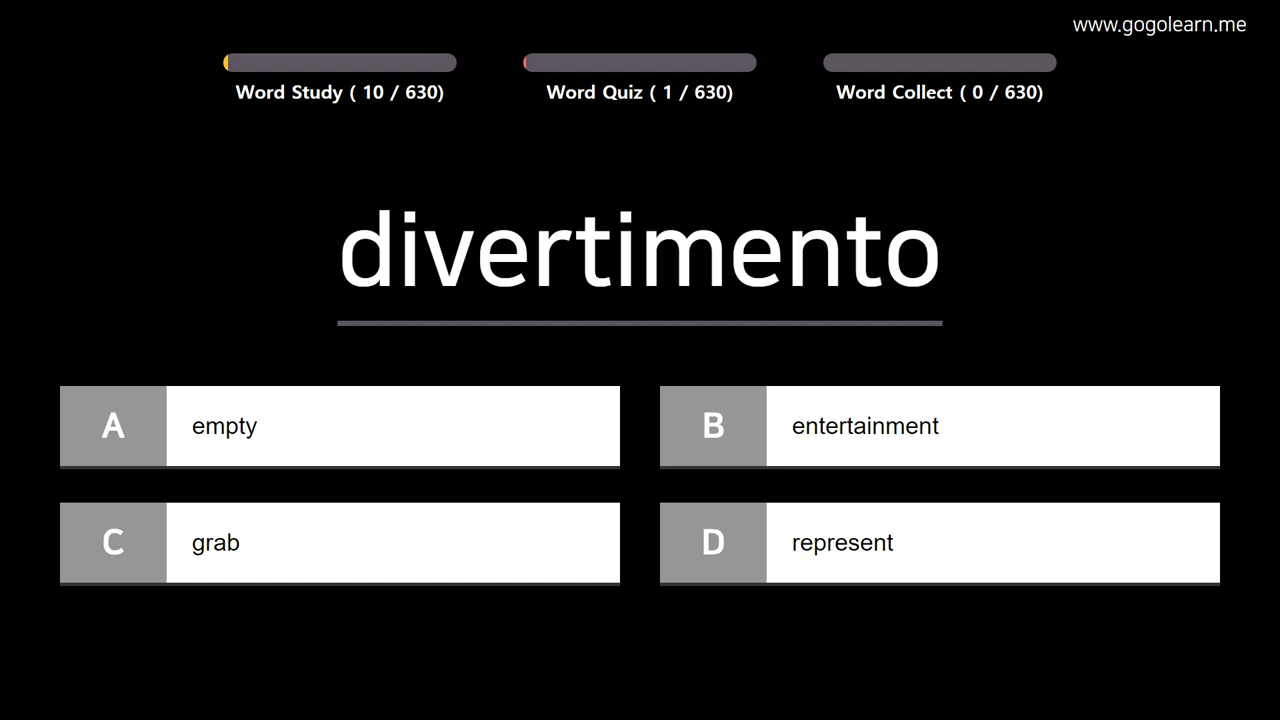 www.gogolearn.me
Word Study ( 10 / 630)
Word Quiz ( 1 / 630)
Word Collect ( 0 / 630)
divertimento
A empty
B entertainment
C grab
D represent